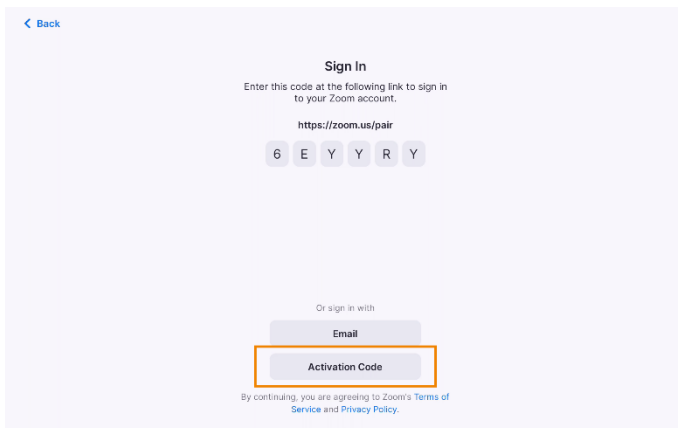 Back
Sign In
Enter this code at the following link to sign in
to your Zoom account.
https://zoom.us/pair
6 E Y Y R Y
Or sign in with
Email
Activation Code
By continuing, you are agreeing to Zoom's Terms of
Service and Privacy Policy.